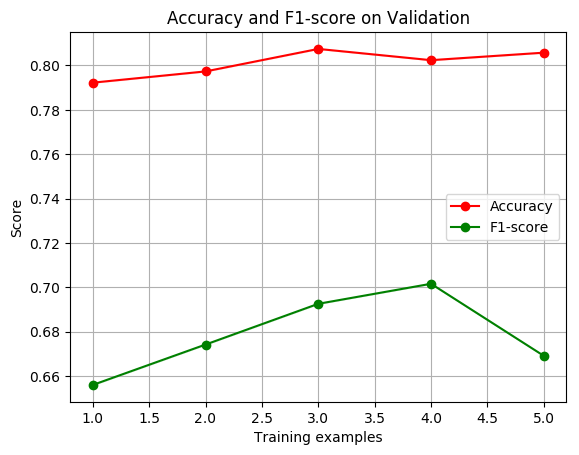 Accuracy and F1-score on Validation
Score
0.80
0.78
0.76
0.74
0.72
0.70
0.68
0.66
Accuracy
F1-score
1.0 1.5 2.0 2.5 3.0 3.5 4.0 4.5 5.0
Training examples